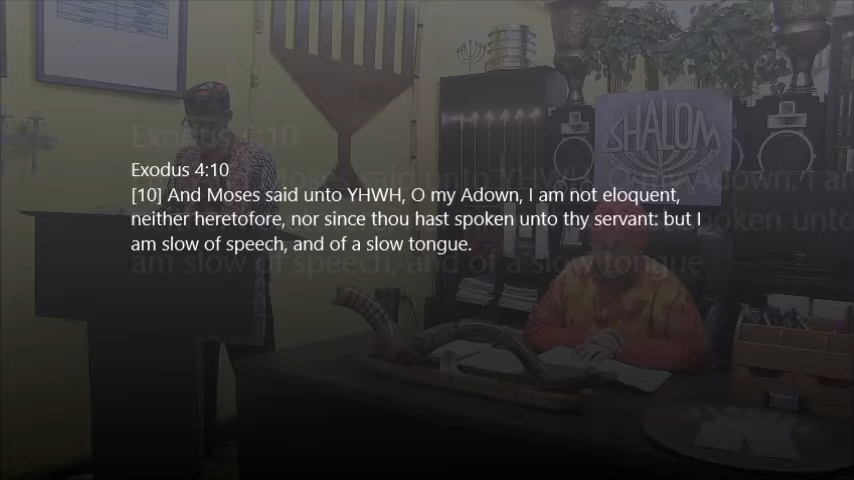 Exodus 4:10
[10] And Moses said unto YHWH, O my Adown, I am not eloquent,
neither heretofore, nor since thou hast spoken unto thy servant: but I
am slow of speech, and of a slow tongue.
SHALOM